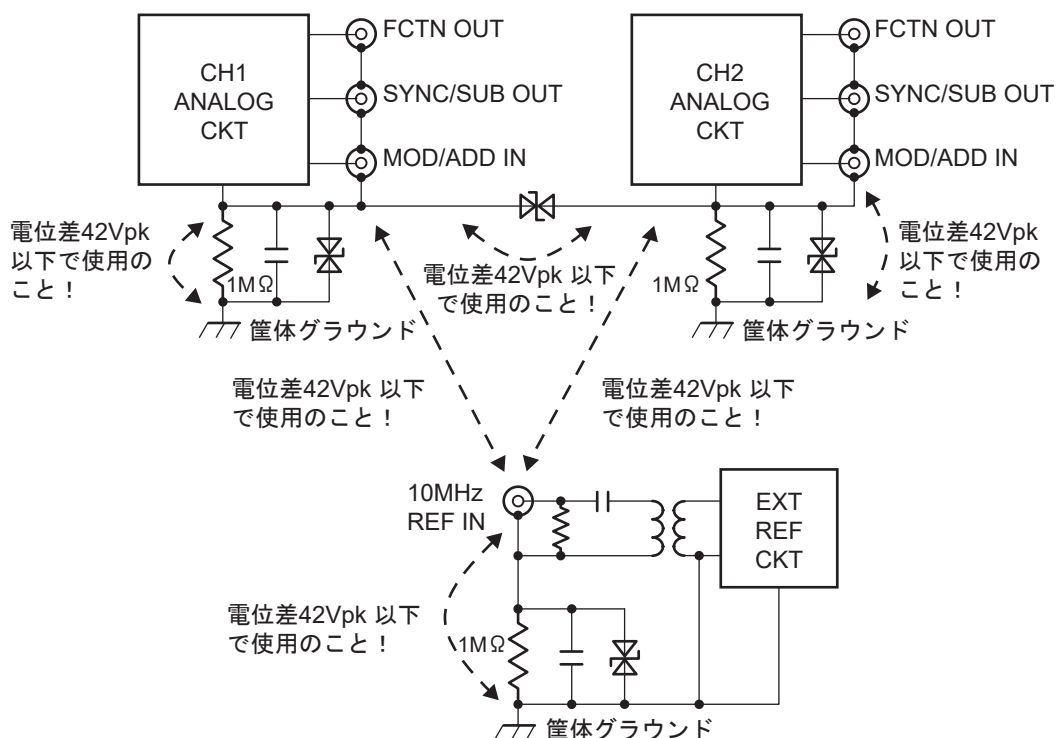 CH1
ANALOG
CKT
FCTN OUT
SYNC/SUB OUT
MOD/ADD IN
CH2
ANALOG
CKT
FCTN OUT
SYNC/SUB OUT
MOD/ADD IN
電位差42Vpk
以下で使用の
こと！
1MΩ
筐体グラウンド
電位差42Vpk 以下
で使用のこと！
1MΩ
筐体グラウンド
電位差42Vpk
以下で使用の
こと！
電位差42Vpk 以下
で使用のこと！
電位差42Vpk 以下
で使用のこと！
10MHz
REF IN
EXT
REF
CKT
電位差42Vpk 以下
で使用のこと！
1MΩ
筐体グラウンド